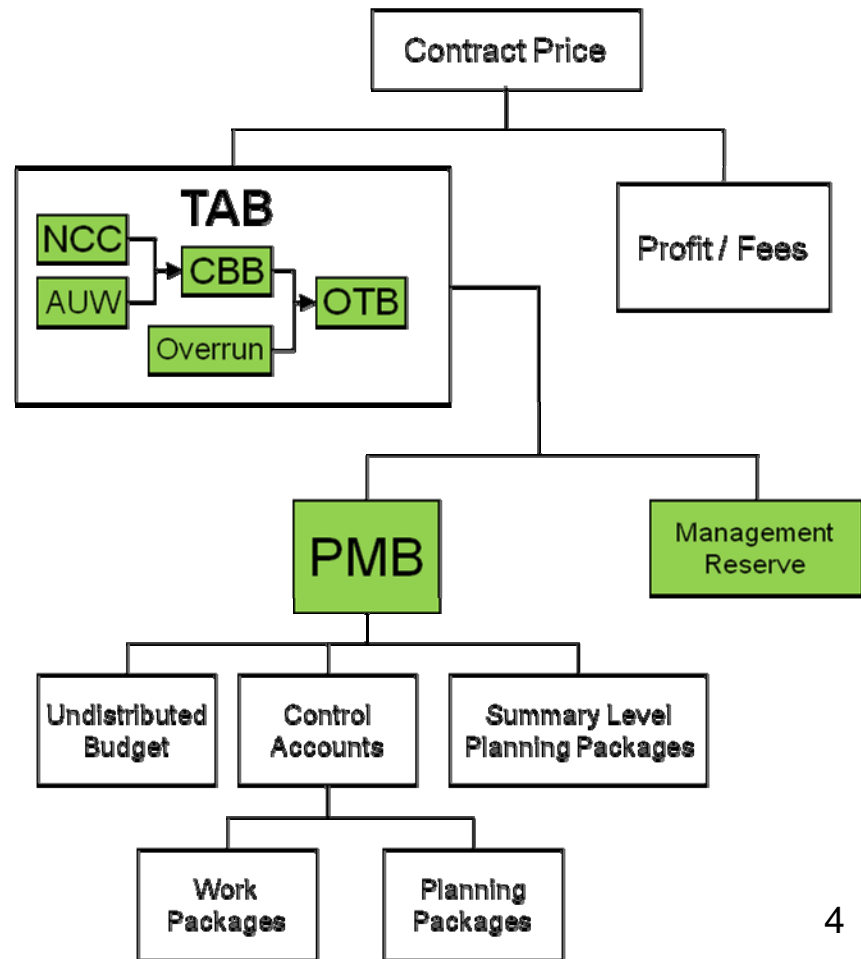 Contract Price
TAB
NCC
CBB
AUW
OTB
Overrun
Profit / Fees
PMB
Management
Reserve
Undistributed
Budget
Control
Accounts
Summary Level
Planning Packages
Work
Packages
Planning
Packages
4